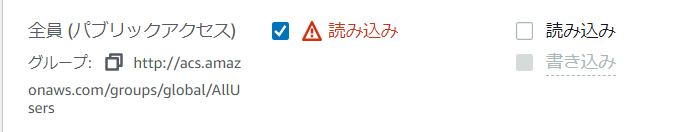 全員 (パブリックアクセス)
読み込み
読み込み
グループ: http://acs.amaz
onaws.com/groups/global/AllU
sers
書き込み